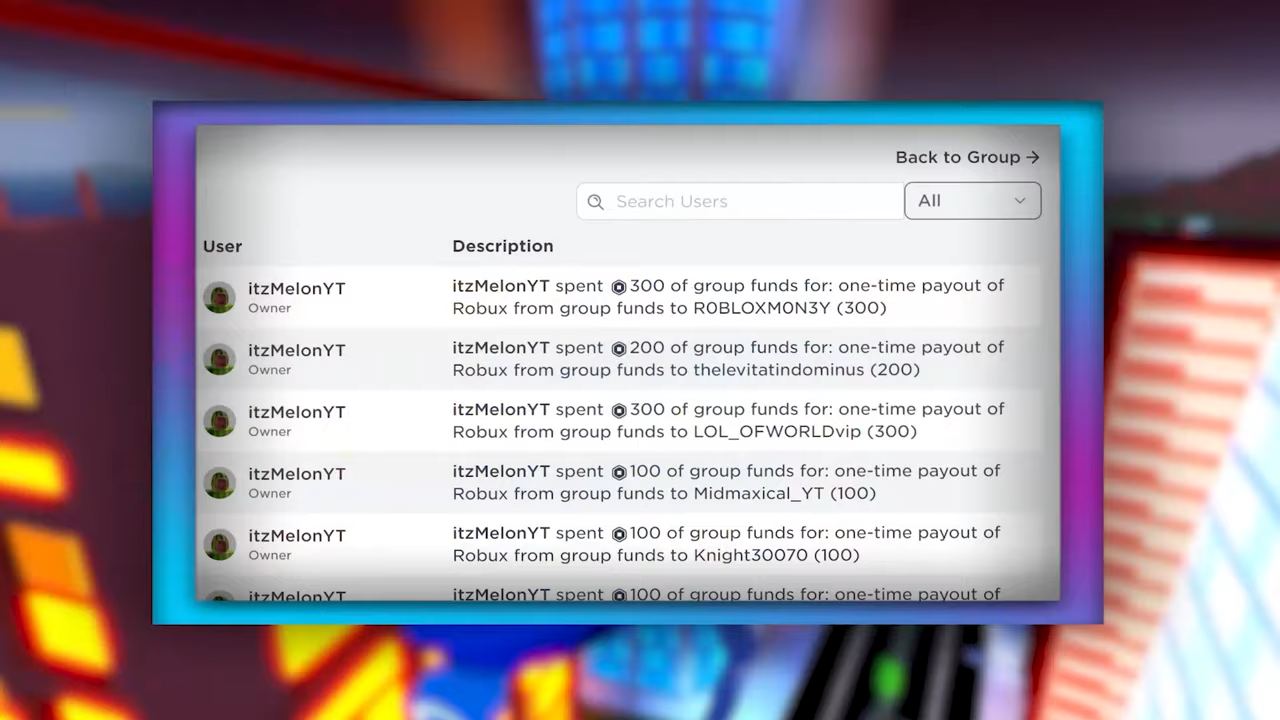 Back to Group →
Search Users
All
User Description
itzMelonYT
Owner
itzMelonYT spent 300 of group funds for: one-time payout of
Robux from group funds to R0BLOXM0N3Y (300)
itzMelonYT
Owner
itzMelonYT spent 200 of group funds for: one-time payout of
Robux from group funds to thelevitatindominus (200)
itzMelonYT
Owner
itzMelonYT spent 300 of group funds for: one-time payout of
Robux from group funds to LOL_OFWORLDvip (300)
itzMelonYT
Owner
itzMelonYT spent 100 of group funds for: one-time payout of
Robux from group funds to Midmaxical_YT (100)
itzMelonYT
Owner
itzMelonYT spent 100 of group funds for: one-time payout of
Robux from group funds to Knight30070 (100)
itzMelonYT
itzMelonYT spent 100 of group funds for: one-time payout of